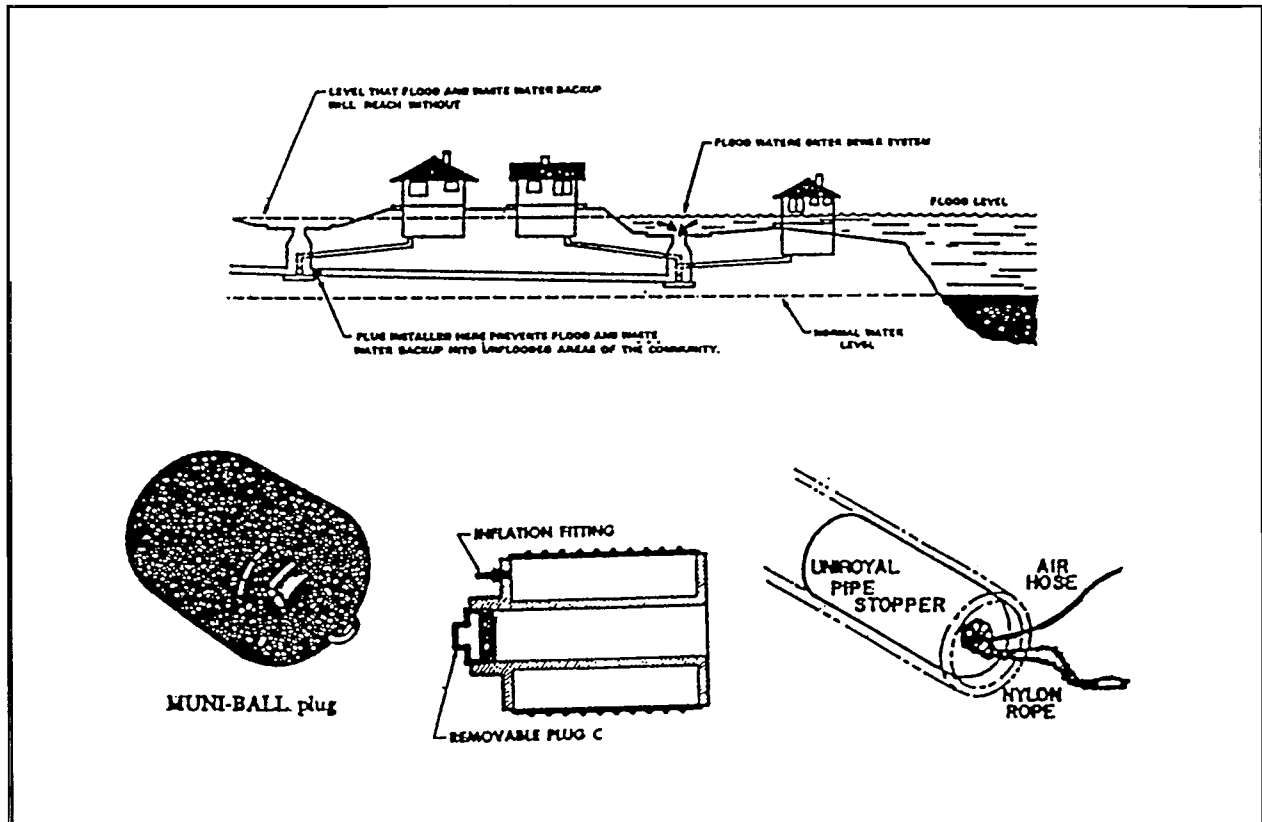 LEVEL THAT FLOOD AND WASTE WATER BACKUP
WILL REACH WITHOUT
FLOOD WATERS ENTER SEWER SYSTEM
FLOOD LEVEL
PLUG INSTALLED HERE PREVENTS FLOOD AND WASTE
WATER BACKUP INTO UNFLOODED AREAS OF THE COMMUNITY.
NORMAL WATER
LEVEL
INFLATION FITTING
REMOVABLE PLUG C
MUNI-BALL plug
UNIROYAL
PIPE
STOPPER
AIR
HOSE
NYLON
ROPE